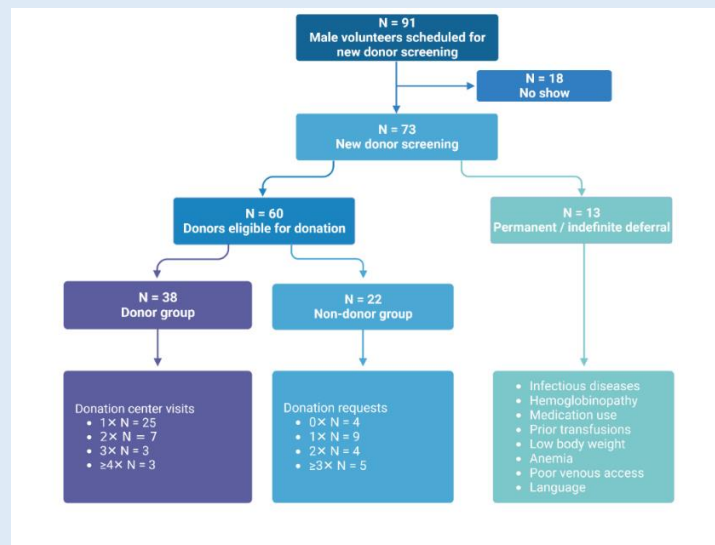 N = 91
Male volunteers scheduled for
new donor screening
N = 18
No show
N = 73
New donor screening
N = 60
Donors eligible for donation
N = 13
Permanent / indefinite deferral
N = 38
Donor group
N = 22
Non-donor group
Donation center visits
• 1× N = 25
• 2× N = 7
• 3× N = 3
• ≥4× N = 3
Donation requests
• 0× N = 4
• 1× N = 9
• 2× N = 4
• ≥3× N = 5
• Infectious diseases
• Hemoglobinopathy
• Medication use
• Prior transfusions
• Low body weight
• Anemia
• Poor venous access
• Language